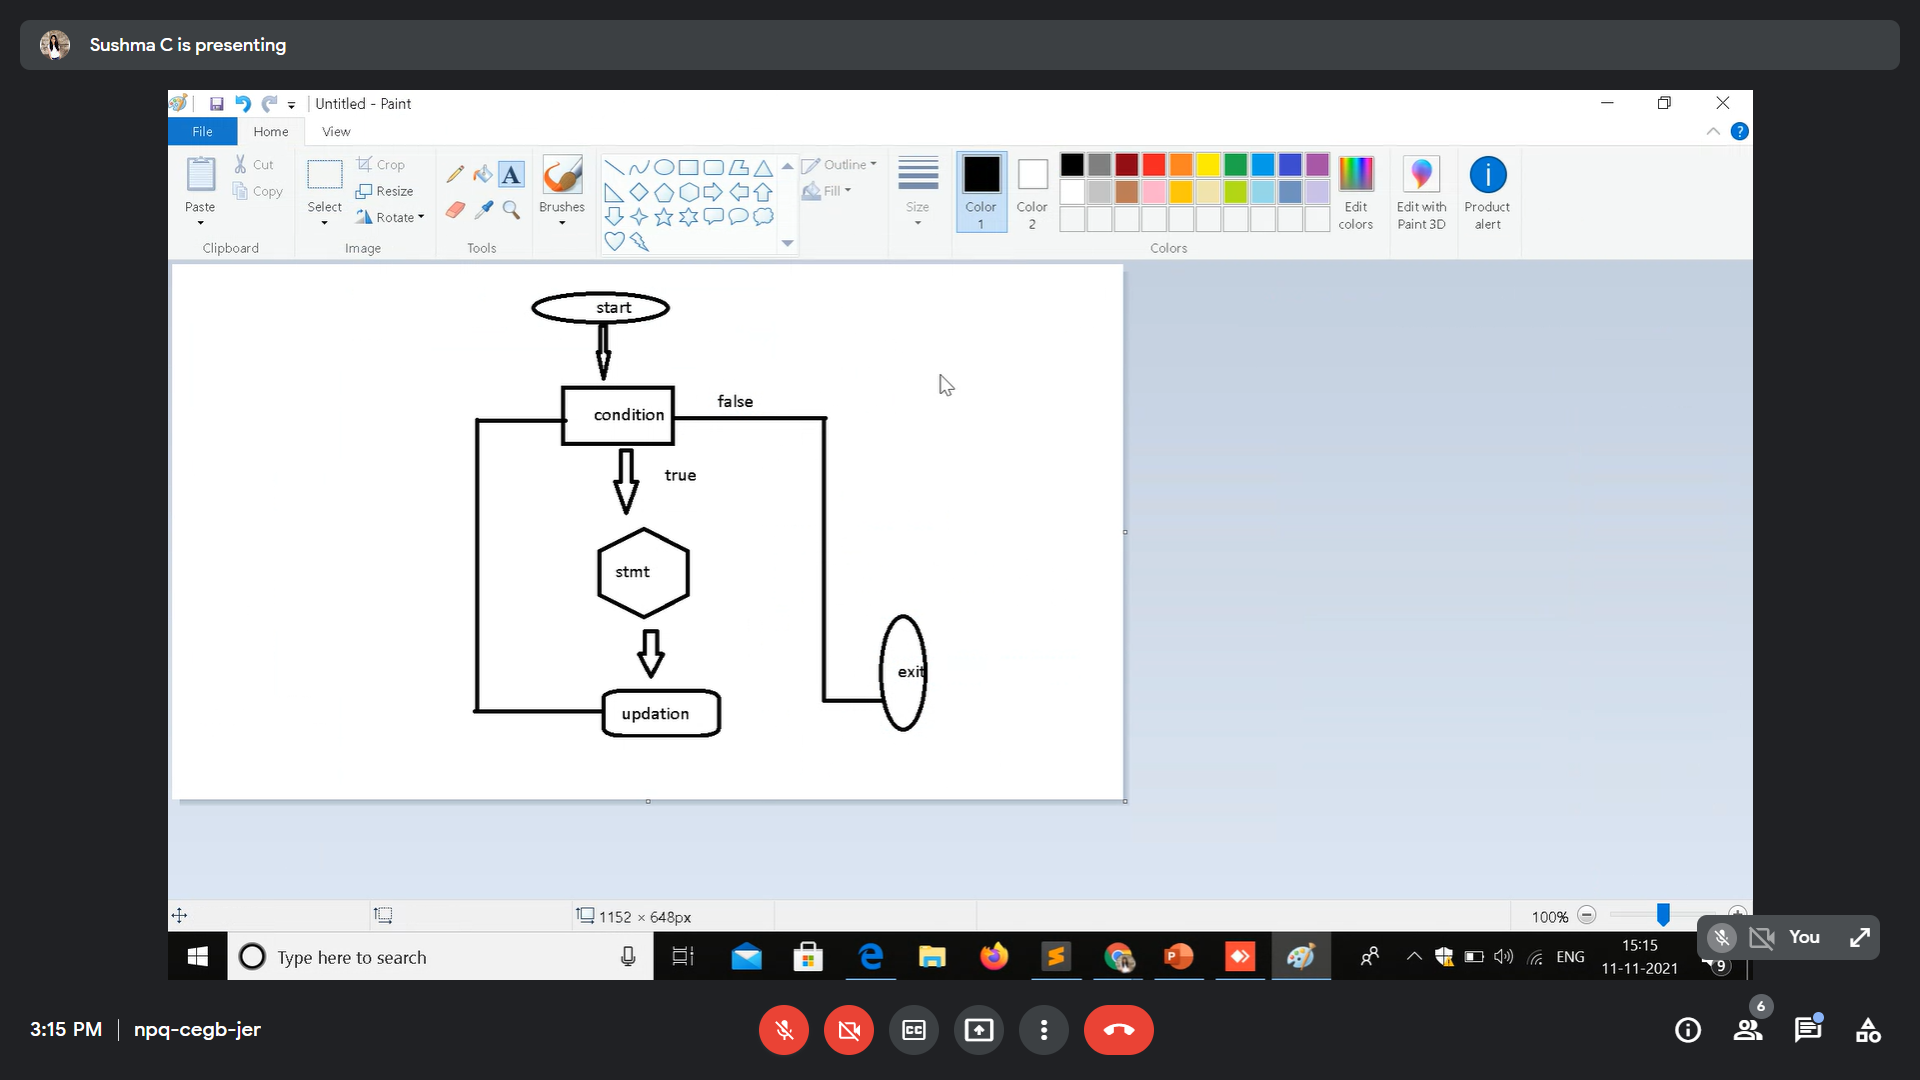 Sushma C is presenting
Untitled - Paint
File Home View
Paste
Cut
Copy
Clipboard
Select
Crop
Resize
Rotate
Image
A
Tools
Brushes
Outline
Fill
Size
Color
1
Color
2
Edit
colors
Colors
Edit with
Paint 3D
Product
alert
start
condition
false
true
stmt
updation
exit
1152 × 648px
100%
Type here to search
ENG
15:15
11-11-2021
9
You
3:15 PM | npq-cegb-jer
CC
6